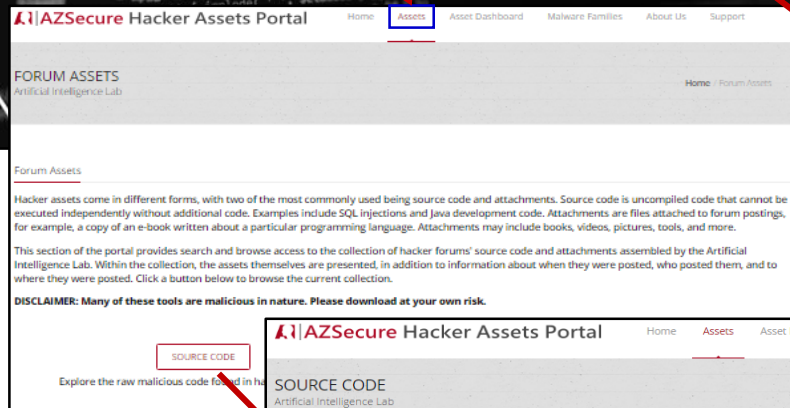 AZSecure Hacker Assets Portal
Home Assets Asset Dashboard Malware Families About Us Support
FORUM ASSETS
Artificial Intelligence Lab
Home / Forum Assets
Forum Assets
Hacker assets come in different forms, with two of the most commonly used being source code and attachments. Source code is uncompiled code that cannot be
executed independently without additional code. Examples include SQL injections and Java development code. Attachments are files attached to forum postings,
for example, a copy of an e-book written about a particular programming language. Attachments may include books, videos, pictures, tools, and more.
This section of the portal provides search and browse access to the collection of hacker forums' source code and attachments assembled by the Artificial
Intelligence Lab. Within the collection, the assets themselves are presented, in addition to information about when they were posted, who posted them, and to
where they were posted. Click a button below to browse the current collection.
DISCLAIMER: Many of these tools are malicious in nature. Please download at your own risk.
SOURCE CODE
Explore the raw malicious code found in ha
AZSecure Hacker Assets Portal
Home Assets Asset
SOURCE CODE
Artificial Intelligence Lab